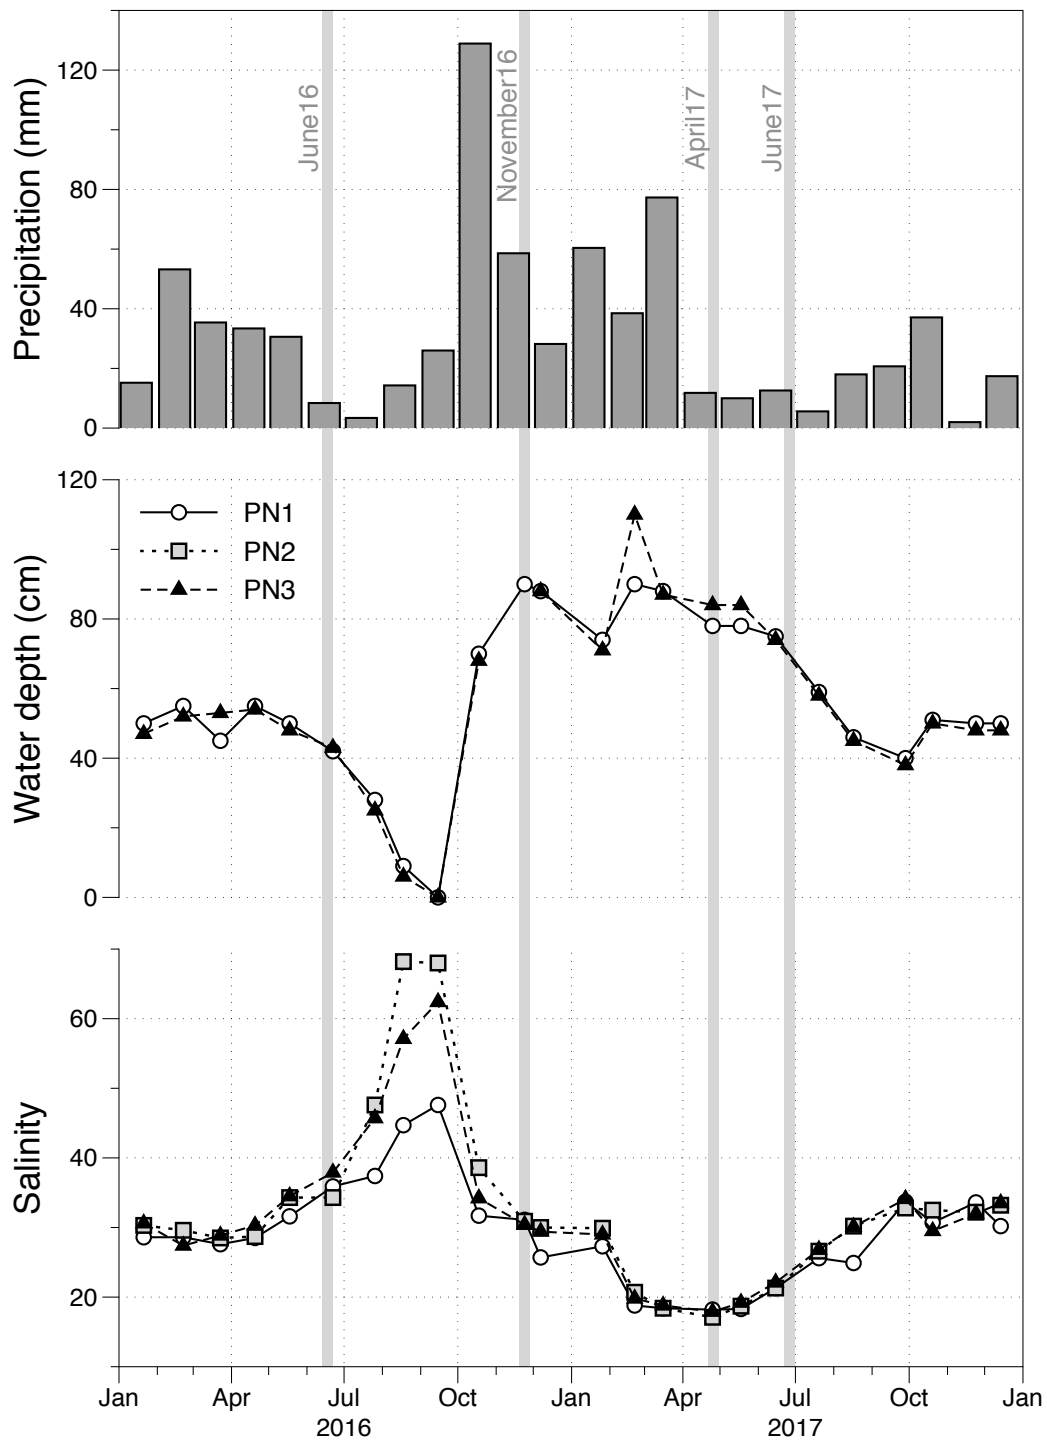 Precipitation (mm)
120
80
40
0
June16
November16
April17
June17
Water depth (cm)
120
80
40
0
PN1
PN2
PN3
Salinity
60
40
20
Jan Apr Jul Oct Jan Apr Jul Oct Jan
2016 2017